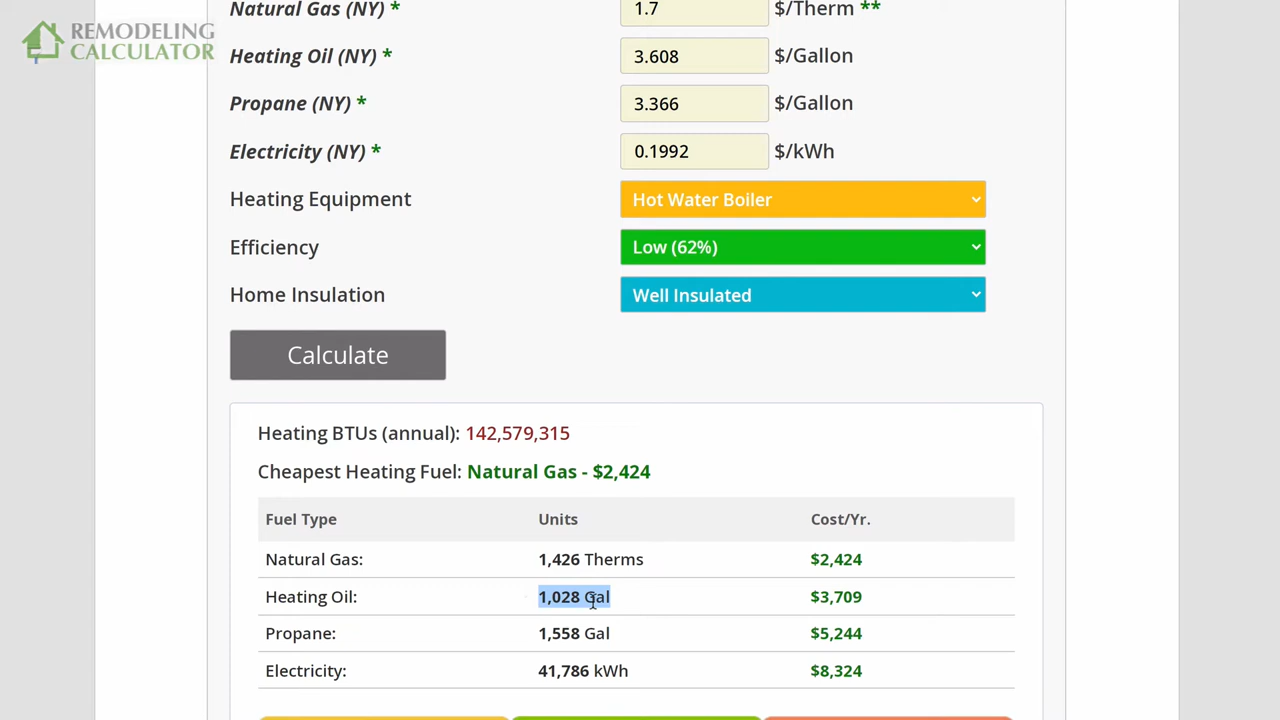 REMODELING
CALCULATOR
Natural Gas (NY) * 1.7 $/Therm **
Heating Oil (NY) * 3.608 $/Gallon
Propane (NY) * 3.366 $/Gallon
Electricity (NY) * 0.1992 $/kWh
Heating Equipment Hot Water Boiler
Efficiency Low (62%)
Home Insulation Well Insulated
Calculate
Heating BTUs (annual): 142,579,315
Cheapest Heating Fuel: Natural Gas - $2,424
Fuel Type Units Cost/Yr.
Natural Gas: 1,426 Therms $2,424
Heating Oil: 1,028 Gal $3,709
Propane: 1,558 Gal $5,244
Electricity: 41,786 kWh $8,324